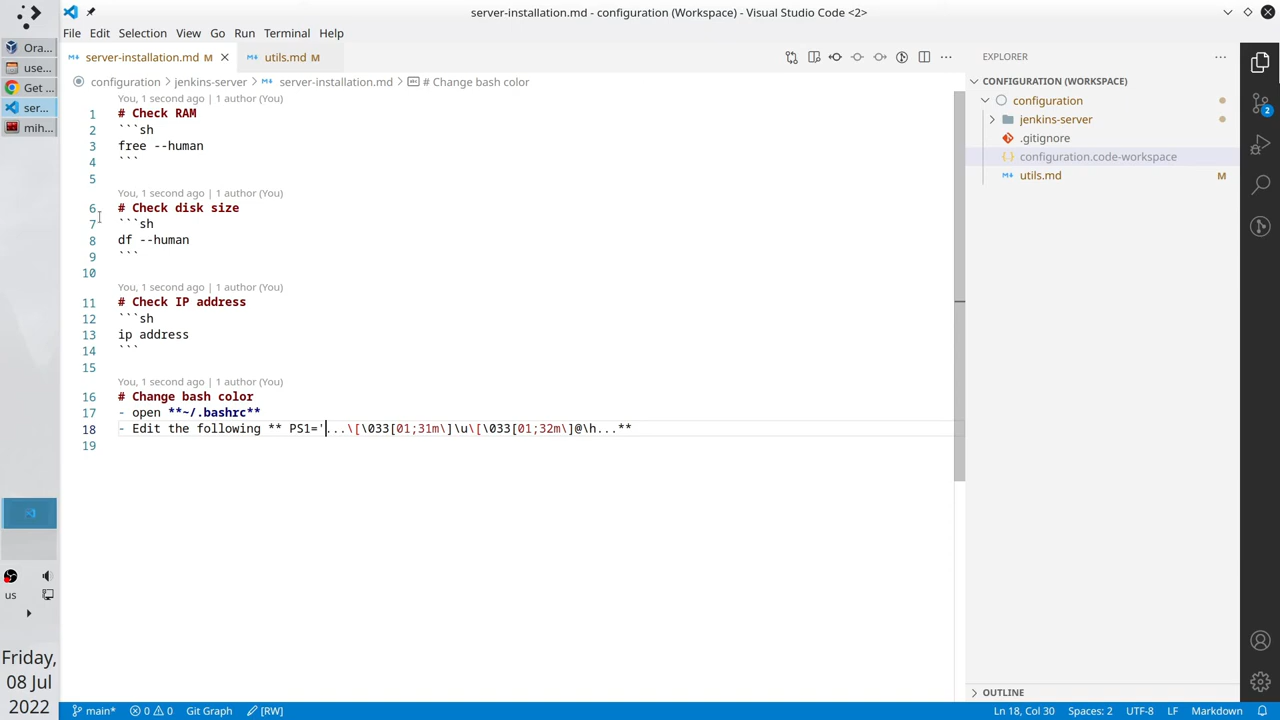 server-installation.md - configuration (Workspace) - Visual Studio Code <2>
File Edit Selection View Go Run Terminal Help
Ora...
use...
Get ...
ser...
mih...
us
Friday,
08 Jul
2022
server-installation.md M
utils.md M
configuration > jenkins-server > server-installation.md > # Change bash color
You, 1 second ago | 1 author (You)
1 # Check RAM
2 ```sh
3 free --human
4 ```
5
You, 1 second ago | 1 author (You)
6 # Check disk size
7 ```sh
8 df --human
9 ```
10
You, 1 second ago | 1 author (You)
11 # Check IP address
12 ```sh
13 ip address
14 ```
15
You, 1 second ago | 1 author (You)
16 # Change bash color
17 - open **~/.bashrc**
18 - Edit the following ** PS1='...\[\033[01;31m\]\u\[\033[01;32m\]@\h...**
19
EXPLORER
CONFIGURATION (WORKSPACE)
configuration
jenkins-server
.gitignore
configuration.code-workspace
utils.md M
OUTLINE
2
main* 0 0 Git Graph [RW]
Ln 18, Col 30 Spaces: 2 UTF-8 LF Markdown